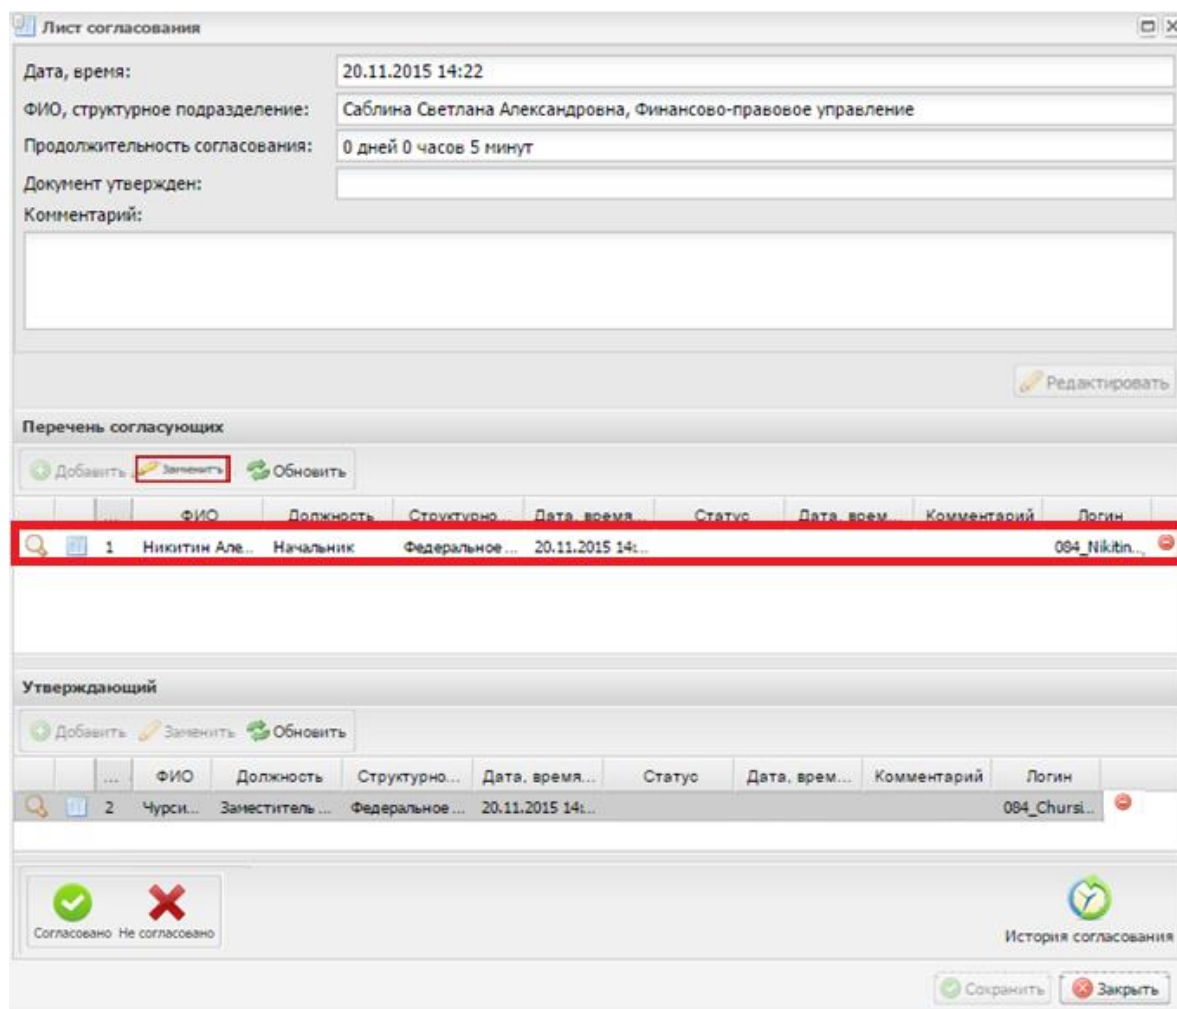 Лист согласования
Дата, время: 20.11.2015 14:22
ФИО, структурное подразделение: Саблина Светлана Александровна, Финансово-правовое управление
Продолжительность согласования: 0 дней 0 часов 5 минут
Документ утвержден:
Комментарий:
Редактировать
Перечень согласующих
Добавить Заменить Обновить
... ФИО Должность Структурно... Дата, время... Статус Дата, врем... Комментарий Логин
1 Никитин Але... Начальник Федеральное ... 20.11.2015 14:... 084_Nikitin...
Утверждающий
Добавить Заменить Обновить
... ФИО Должность Структурно... Дата, время... Статус Дата, врем... Комментарий Логин
2 Чурси... Заместитель ... Федеральное ... 20.11.2015 14:... 084_Chursi...
Согласовано Не согласовано
История согласования
Сохранить Закрыть